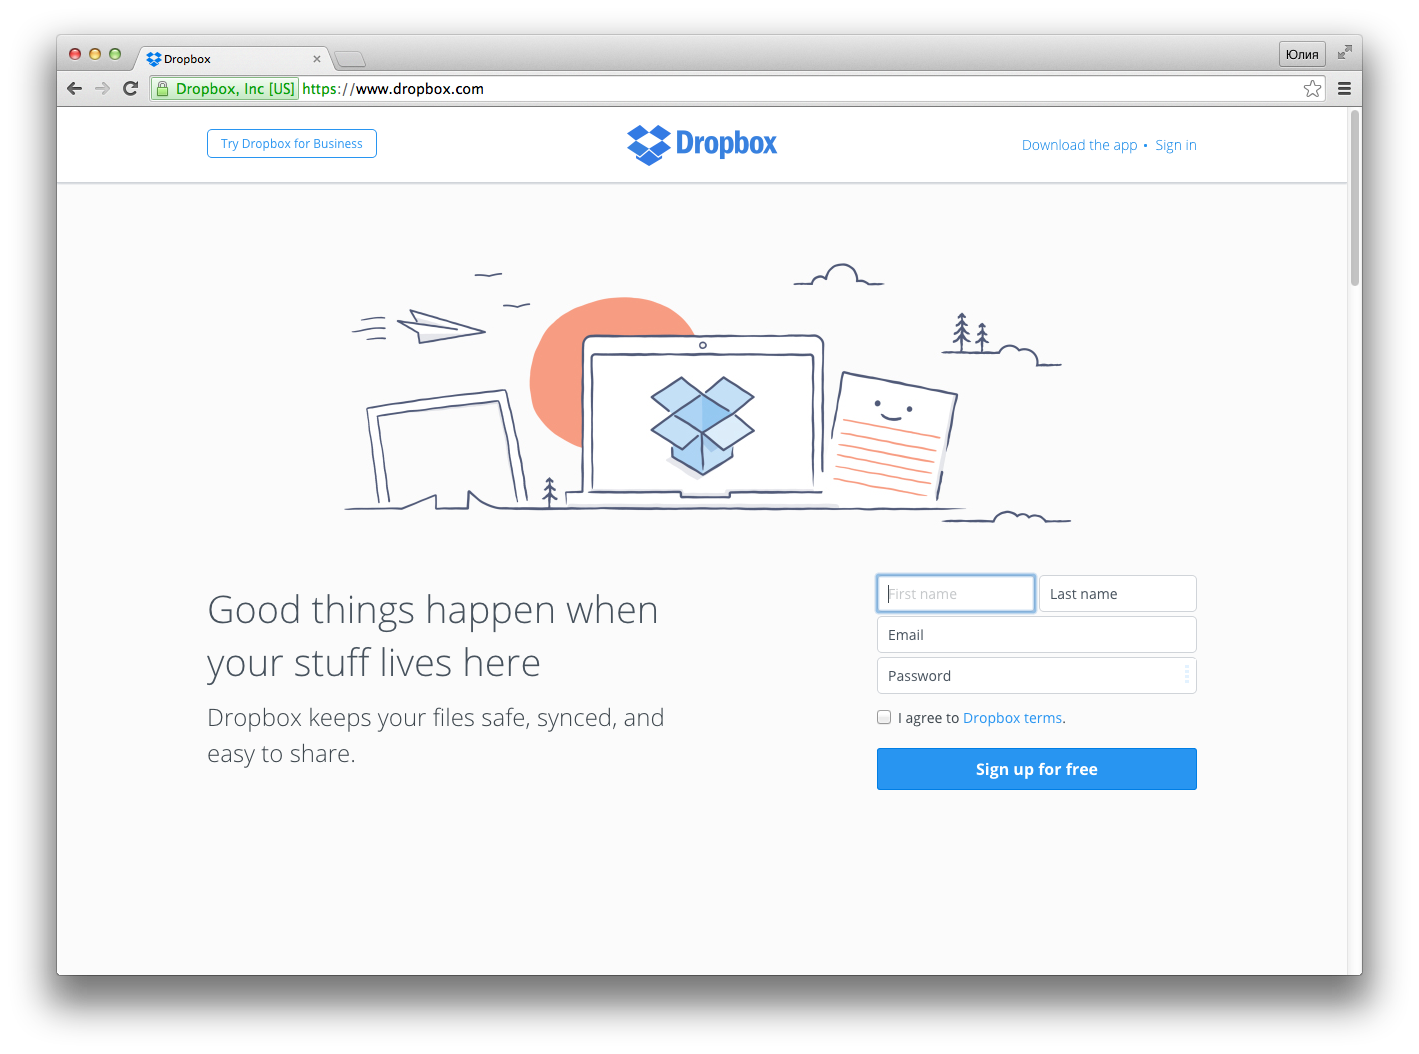 Dropbox
Юлия
Dropbox, Inc [US] https://www.dropbox.com
Try Dropbox for Business
Dropbox
Download the app • Sign in
Good things happen when
your stuff lives here
Dropbox keeps your files safe, synced, and
easy to share.
First name
Last name
Email
Password
I agree to Dropbox terms.
Sign up for free